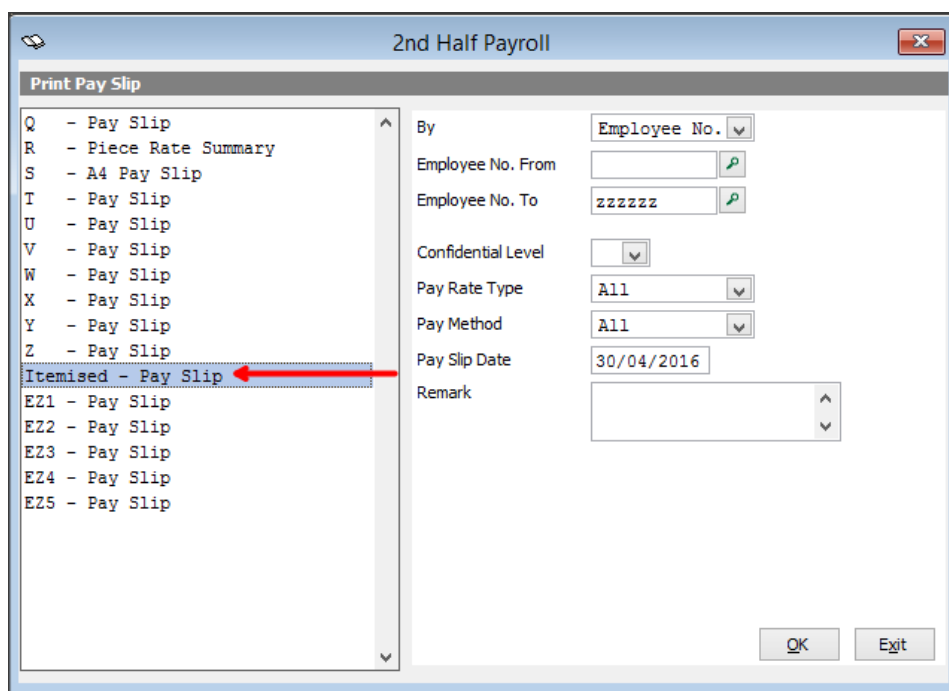 2nd Half Payroll
Print Pay Slip
Q - Pay Slip
R - Piece Rate Summary
S - A4 Pay Slip
T - Pay Slip
U - Pay Slip
V - Pay Slip
W - Pay Slip
X - Pay Slip
Y - Pay Slip
Z - Pay Slip
Itemised - Pay Slip
EZ1 - Pay Slip
EZ2 - Pay Slip
EZ3 - Pay Slip
EZ4 - Pay Slip
EZ5 - Pay Slip
By Employee No.
Employee No. From
Employee No. To zzzzzz
Confidential Level
Pay Rate Type All
Pay Method All
Pay Slip Date 30/04/2016
Remark
OK Exit